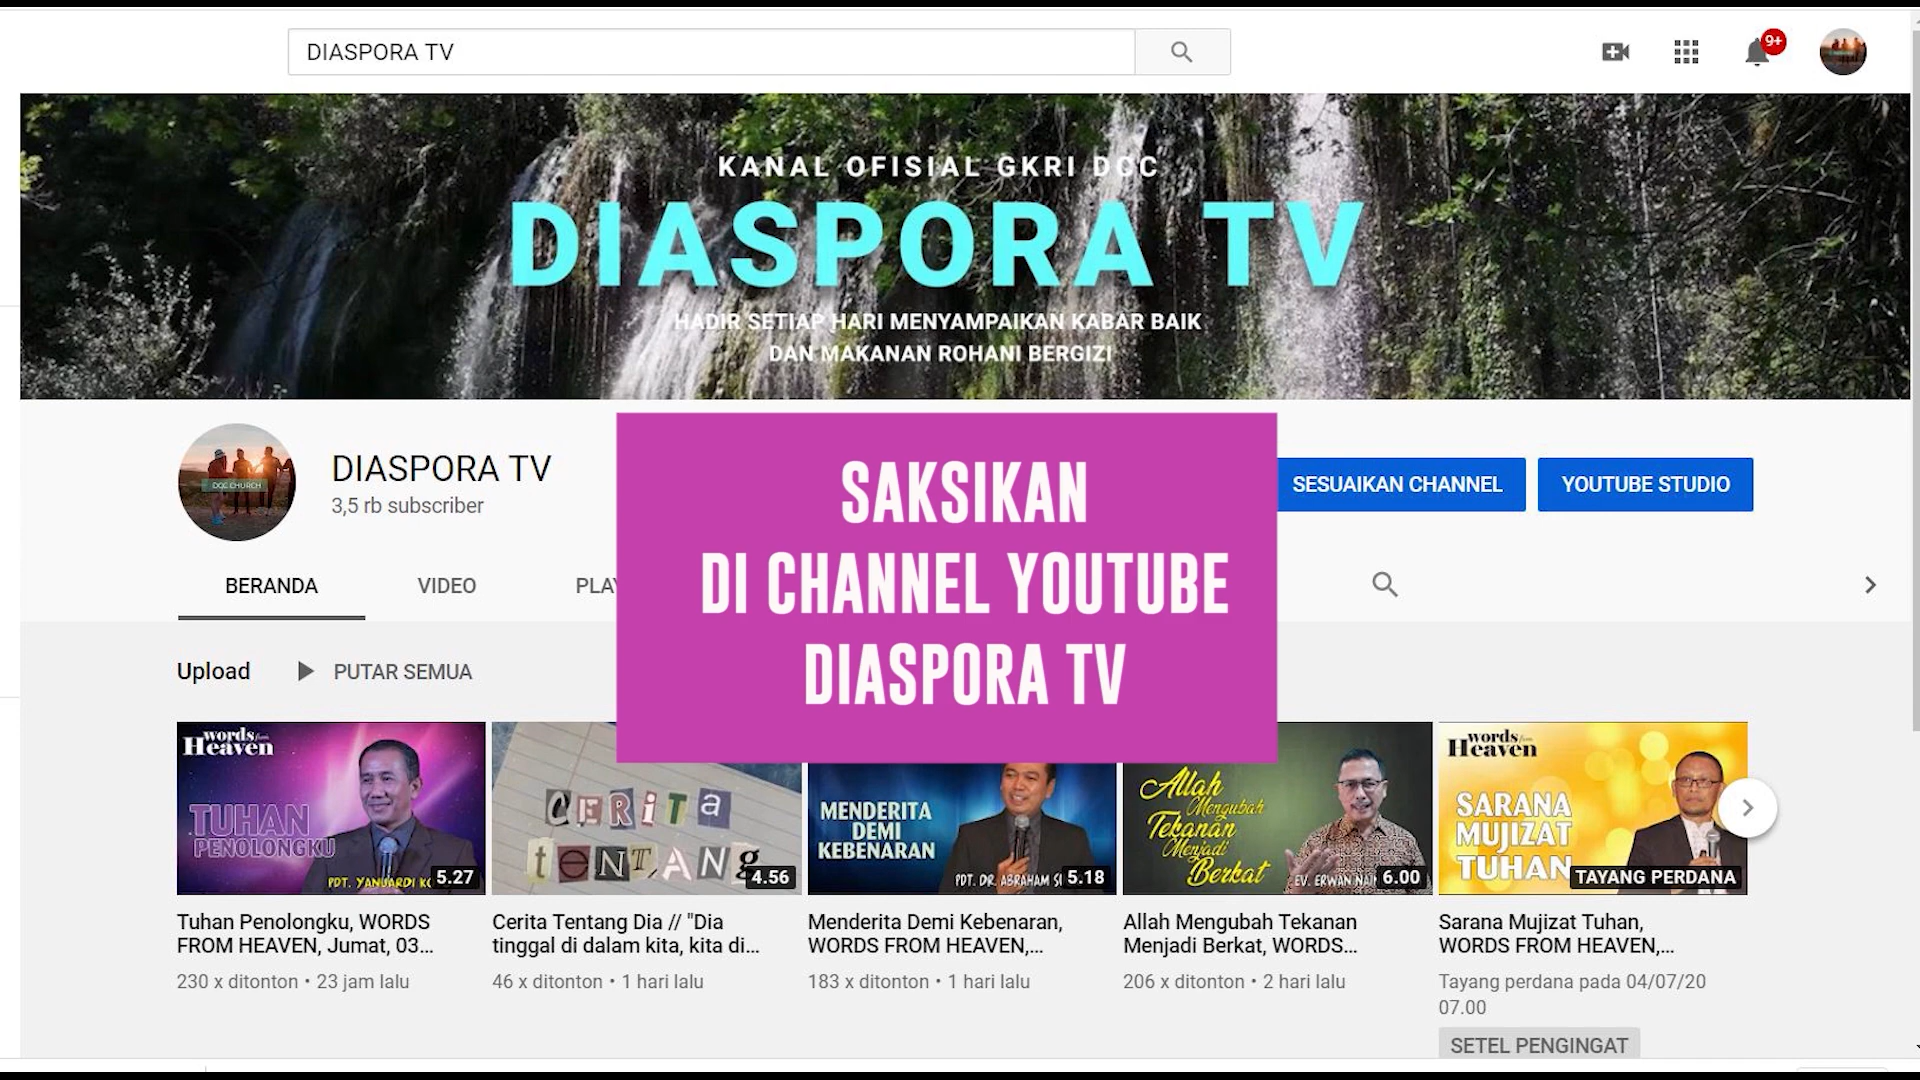 DIASPORA TV
9+
KANAL OFISIAL GKRI DCC
DIASPORA TV
HADIR SETIAP HARI MENYAMPAIKAN KABAR BAIK
DAN MAKANAN ROHANI BERGIZI
DCC CHURCH
DIASPORA TV
3,5 rb subscriber
SESUAIKAN CHANNEL
YOUTUBE STUDIO
SAKSIKAN
DI CHANNEL YOUTUBE
DIASPORA TV
BERANDA
VIDEO
Upload
PUTAR SEMUA
words from
Heaven
TUHAN
PENOLONGKU
PDT. YANUARDI
5.27
CERITA
TENTANG
4.56
MENDERITA
DEMI
KEBENARAN
PDT. DR. ABRAHAM
5.18
Allah
Mengubah
Tekanan
Menjadi
Berkat
EV. ERWAN
6.00
words from
Heaven
SARANA
MUJIZAT
TUHAN
TAYANG PERDANA
Tuhan Penolongku, WORDS
FROM HEAVEN, Jumat, 03...
230 x ditonton • 23 jam lalu
Cerita Tentang Dia // "Dia
tinggal di dalam kita, kita di...
46 x ditonton • 1 hari lalu
Menderita Demi Kebenaran,
WORDS FROM HEAVEN,...
183 x ditonton • 1 hari lalu
Allah Mengubah Tekanan
Menjadi Berkat, WORDS...
206 x ditonton • 2 hari lalu
Sarana Mujizat Tuhan,
WORDS FROM HEAVEN,...
Tayang perdana pada 04/07/20
07.00
SETEL PENGINGAT